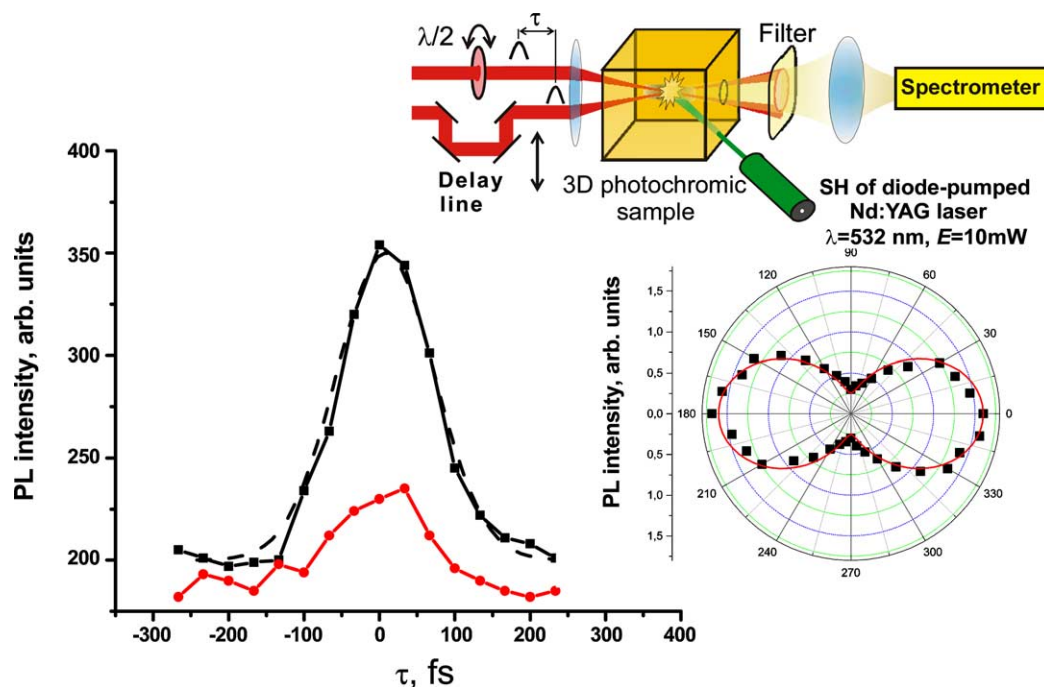 λ/2
τ
Filter
Spectrometer
Delay
line
3D photochromic
sample
SH of diode-pumped
Nd:YAG laser
λ=532 nm, E=10mW
PL intensity, arb. units
400
350
300
250
200
-300 -200 -100 0 100 200 300 400
τ, fs
PL intensity, arb. units
1,5
1,0
0,5
0,0
0,5
1,0
1,5
90
120 60
150 30
180 0
210 330
240 300
270